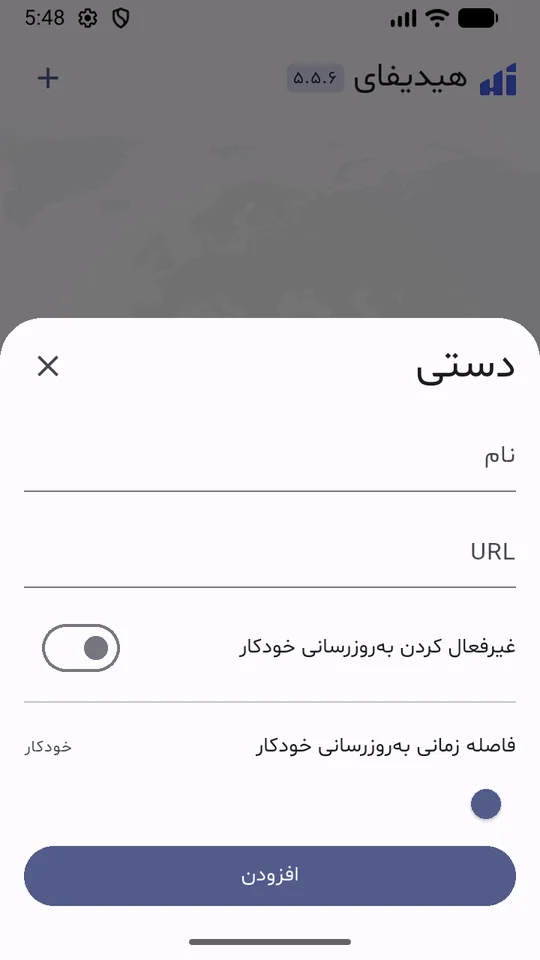 5:48
هیدیفای ۵.۵.۶
دستی
نام
URL
غیرفعال کردن به‌روزرسانی خودکار
فاصله زمانی به‌روزرسانی خودکار خودکار
افزودن